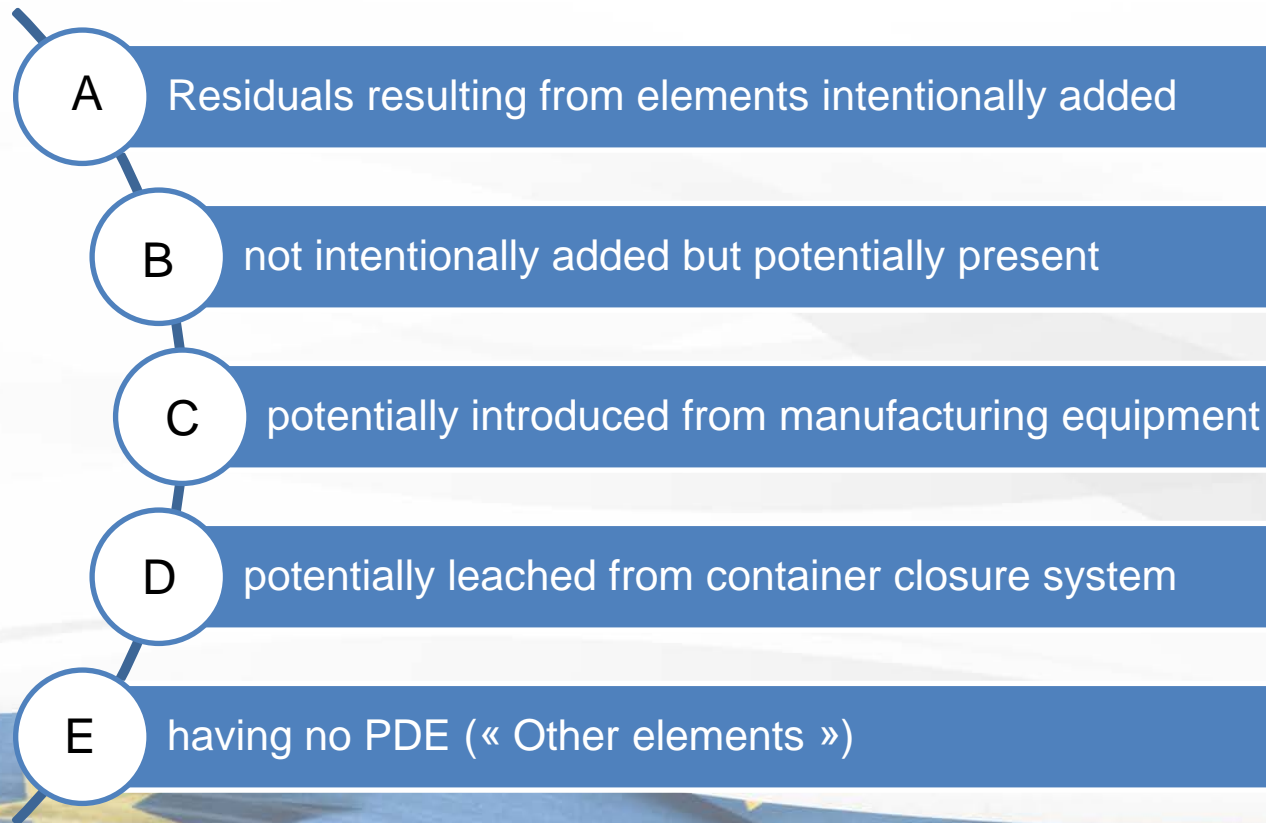 A Residuals resulting from elements intentionally added
B not intentionally added but potentially present
C potentially introduced from manufacturing equipment
D potentially leached from container closure system
E having no PDE (« Other elements »)